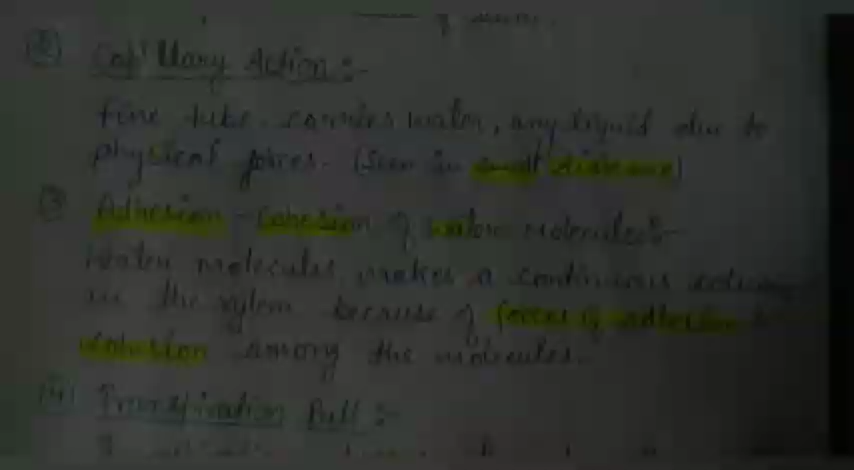 (2) Capillary Action :-
Fine tube carries water, any liquid due to
physical forces. (Seen in small distance)
(3) Adhesion - Cohesion of water molecules :-
Water molecules makes a continuous column
in the xylem because of forces of adhesion &
cohesion among the molecules.
(4) Transpiration Pull :-